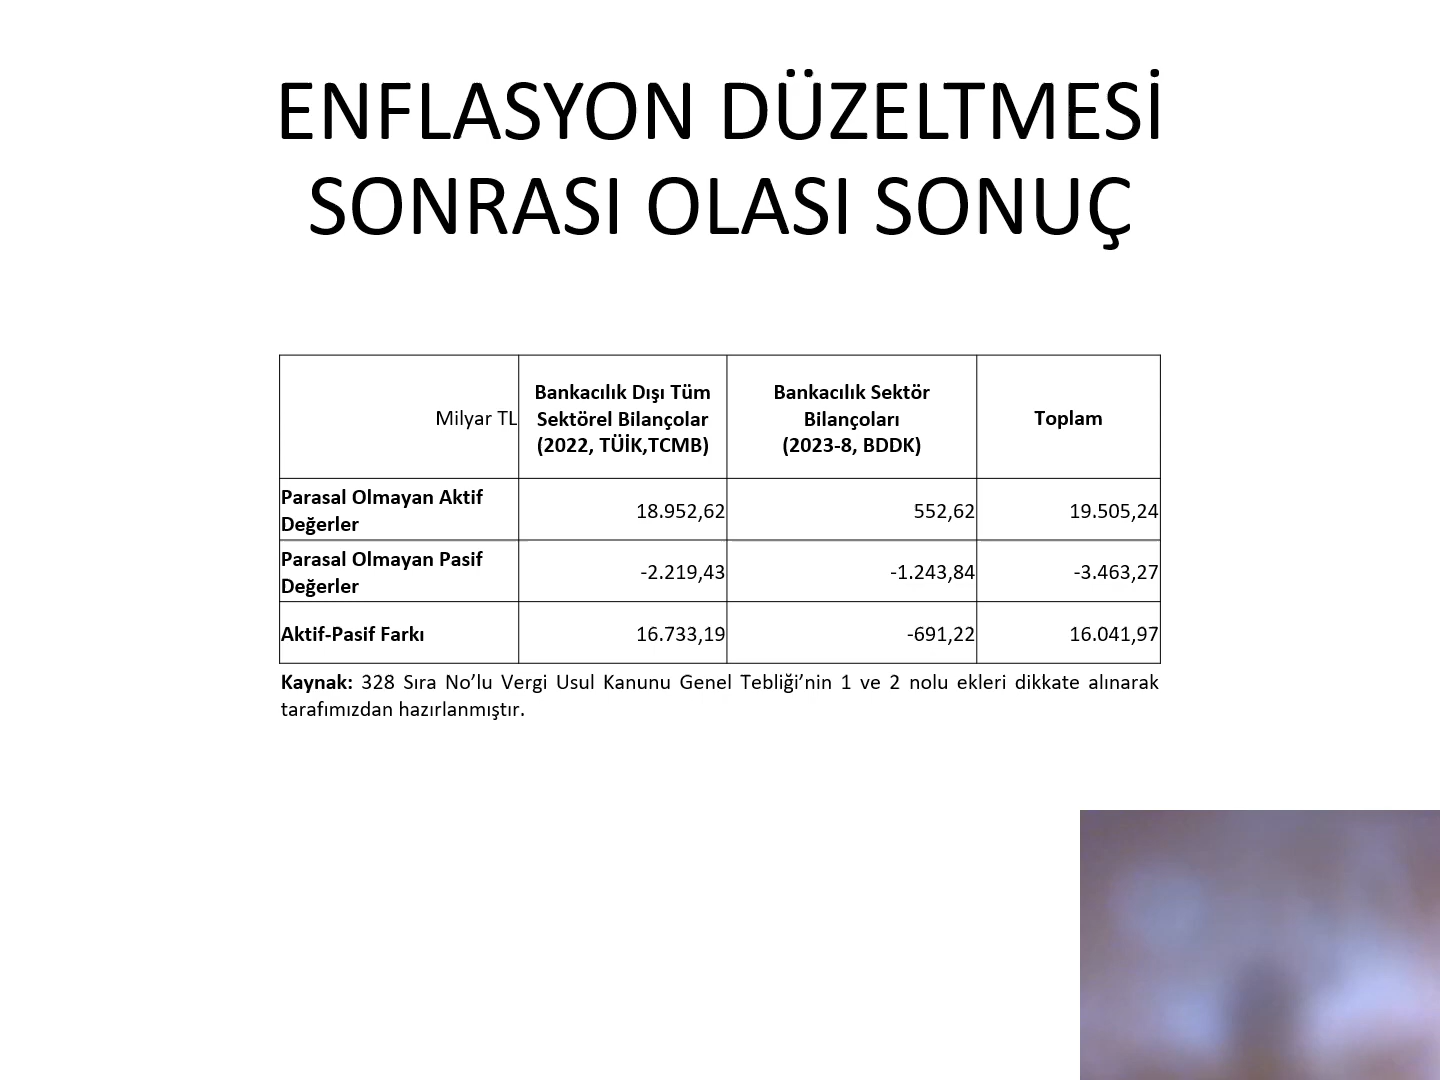 ENFLASYON DÜZELTMESİ
SONRASI OLASI SONUÇ
Milyar TL
Bankacılık Dışı Tüm
Sektörel Bilançolar
(2022, TÜİK,TCMB)
Bankacılık Sektör
Bilançoları
(2023-8, BDDK)
Toplam
Parasal Olmayan Aktif
Değerler
18.952,62
552,62
19.505,24
Parasal Olmayan Pasif
Değerler
-2.219,43
-1.243,84
-3.463,27
Aktif-Pasif Farkı
16.733,19
-691,22
16.041,97
Kaynak: 328 Sıra No’lu Vergi Usul Kanunu Genel Tebliği’nin 1 ve 2 nolu ekleri dikkate alınarak
tarafımızdan hazırlanmıştır.